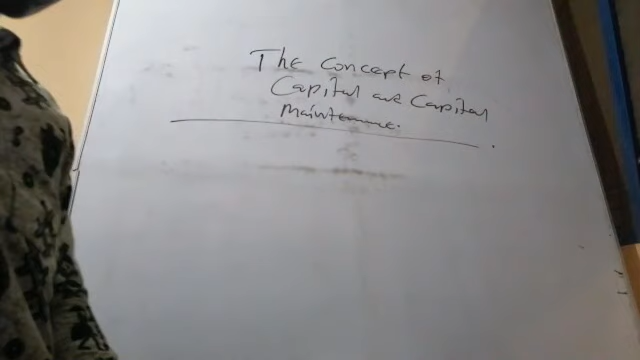 The Concept of
Capital and Capital
Maintenance.